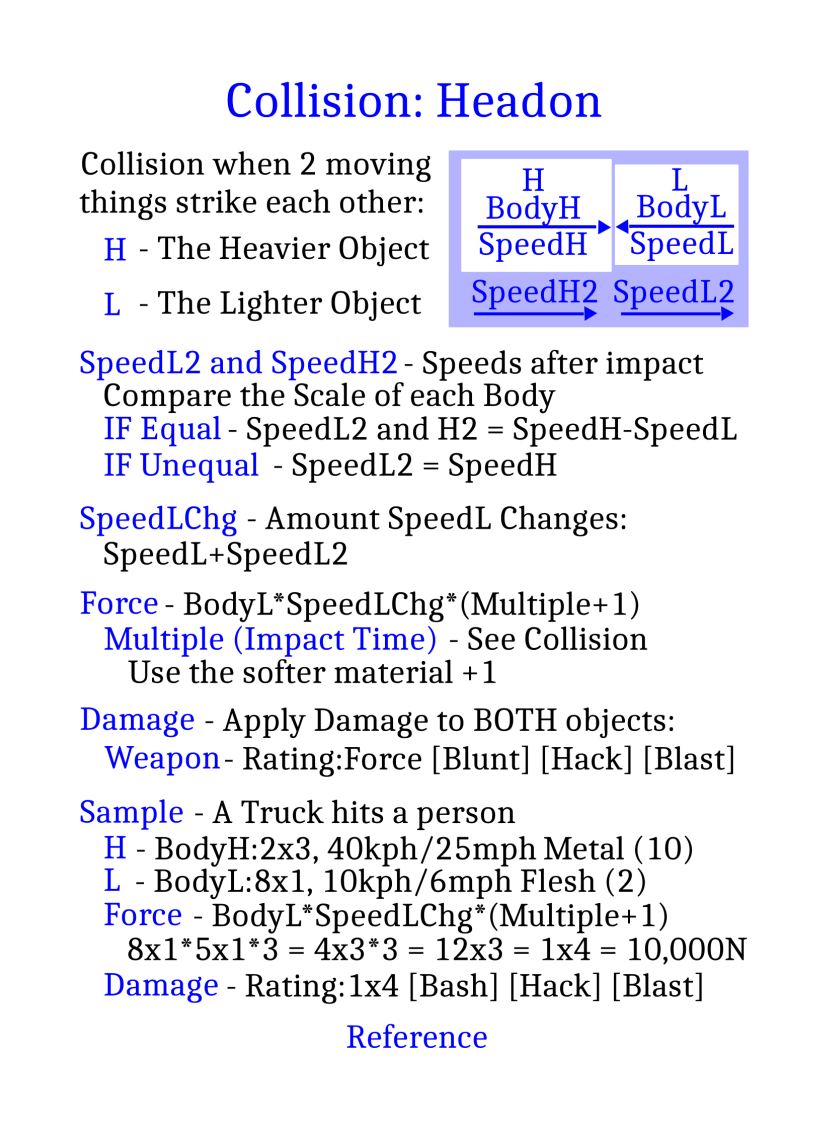 Collision: Headon
Collision when 2 moving
things strike each other:
H - The Heavier Object
L - The Lighter Object
H
BodyH
SpeedH
L
BodyL
SpeedL
SpeedH2 SpeedL2
SpeedL2 and SpeedH2 - Speeds after impact
Compare the Scale of each Body
IF Equal - SpeedL2 and H2 = SpeedH-SpeedL
IF Unequal - SpeedL2 = SpeedH
SpeedLChg - Amount SpeedL Changes:
SpeedL+SpeedL2
Force - BodyL*SpeedLChg*(Multiple+1)
Multiple (Impact Time) - See Collision
Use the softer material +1
Damage - Apply Damage to BOTH objects:
Weapon - Rating:Force [Blunt] [Hack] [Blast]
Sample - A Truck hits a person
H - BodyH:2x3, 40kph/25mph Metal (10)
L - BodyL:8x1, 10kph/6mph Flesh (2)
Force - BodyL*SpeedLChg*(Multiple+1)
8x1*5x1*3 = 4x3*3 = 12x3 = 1x4 = 10,000N
Damage - Rating:1x4 [Bash] [Hack] [Blast]
Reference